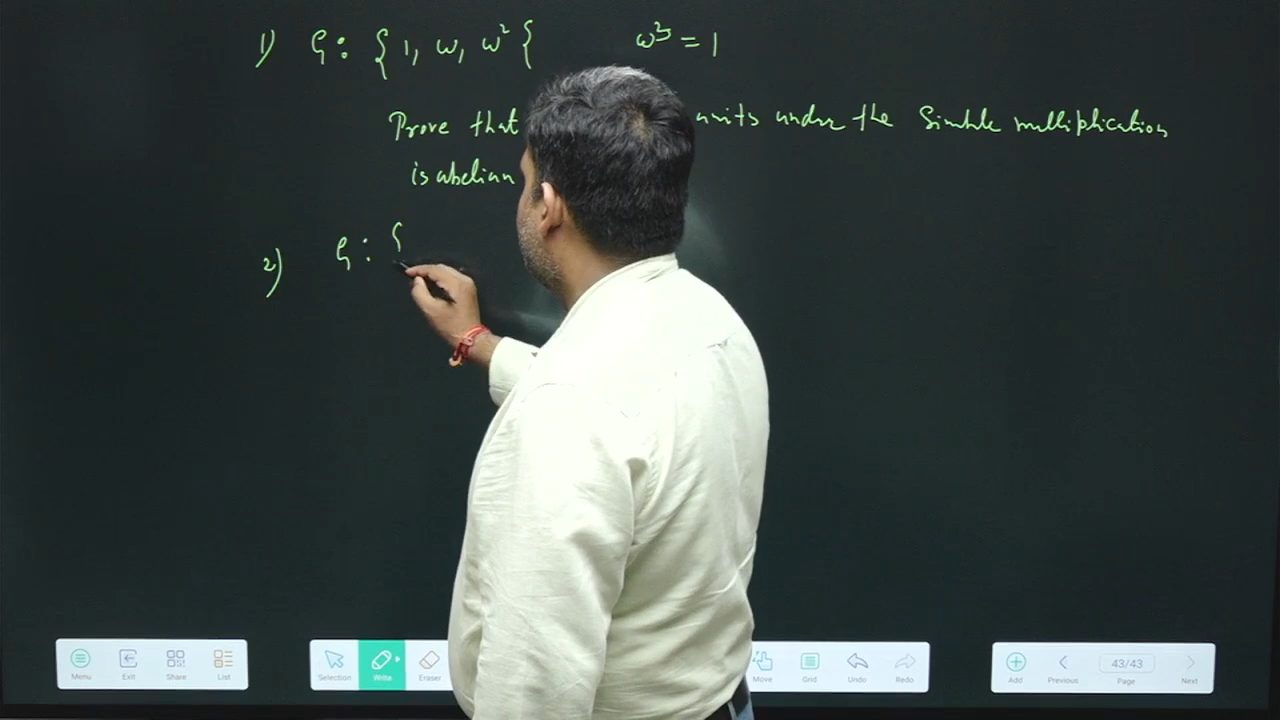 1) G: { 1, ω, ω² { ω³ = 1
Prove that units under the Simple multiplication
is abelian
2) G: {
Menu Exit Share List Selection Write Eraser Move Grid Undo Redo Add Previous 43/43 Page Next